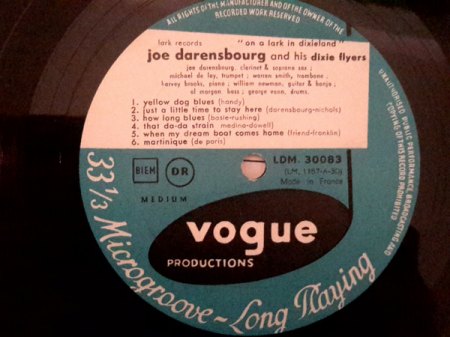 ALL RIGHTS OF THE MANUFACTURER AND OF THE OWNER OF THE
RECORDED WORK RESERVED
UNAUTHORISED PUBLIC PERFORMANCE,
BROADCASTING AND
COPYING OF THIS RECORD PROHIBITED
lark records "on a lark in dixieland"
joe darensbourg and his dixie flyers
joe darensbourg, clarinet & soprano sax ;
michael de lay, trumpet ; warren smith, trombone
harvey brooks, piano ; william newman, guitar & banjo ;
al morgan, bass ; george vann, drums.
1. yellow dog blues (handy)
2. just a little time to stay here (darensbourg-nichols)
3. how long blues (basie-rushing)
4. that da-da strain (medina-dowell)
5. when my dream boat comes home (friend-franklin)
6. martinique (de paris)
BIEM DR
LDM. 30083
Made in France
MEDIUM
vogue
PRODUCTIONS
33 1/3 Microgroove - Long Playing